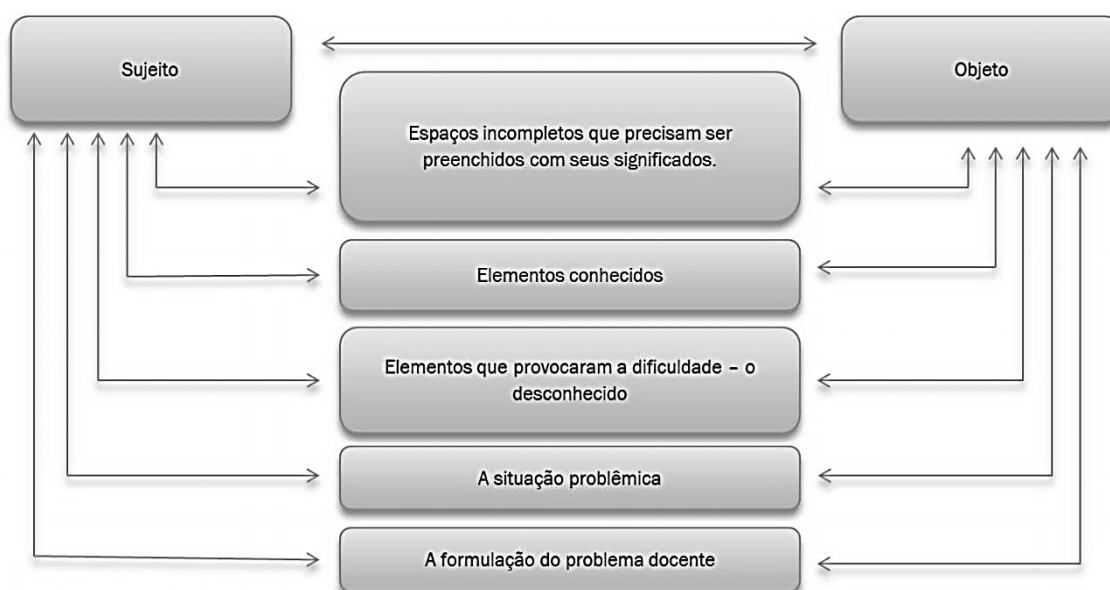 Sujeito
Objeto
Espaços incompletos que precisam ser
preenchidos com seus significados.
Elementos conhecidos
Elementos que provocaram a dificuldade – o
desconhecido
A situação problêmica
A formulação do problema docente